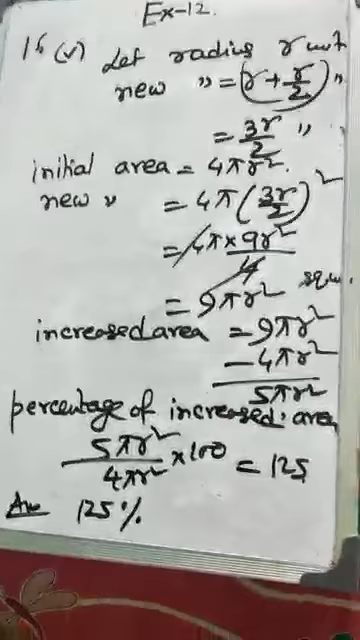 Ex-12.
16 (v) Let radius r unit
new " = (r + r/2) "
= 3r/2 "
initial area = 4πr².
new " = 4π (3r/2)²
= 4π × 9r²/4
= 9πr² sq u.
increased area = 9πr²
- 4πr²
5πr²
percentage of increased area
5πr²/4πr² × 100 = 125
Ans 125%